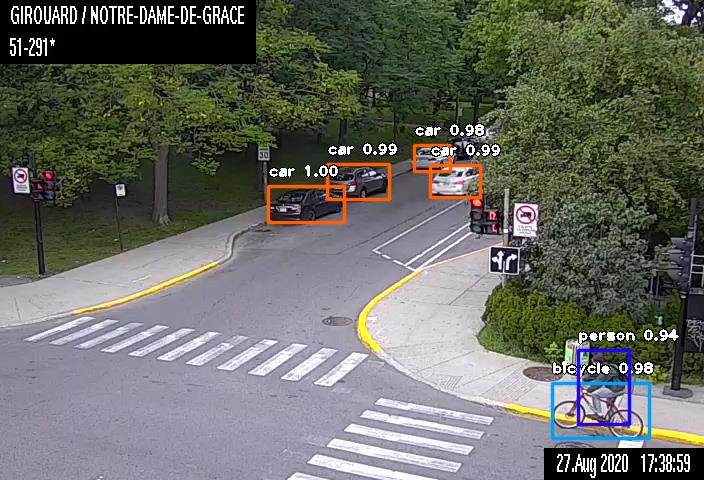 GIROUARD / NOTRE-DAME-DE-GRACE
51-291*
car 0.98
car 0.99
car 0.99
car 1.00
30
person 0.94
bicycle 0.98
27.Aug 2020 17:38:59